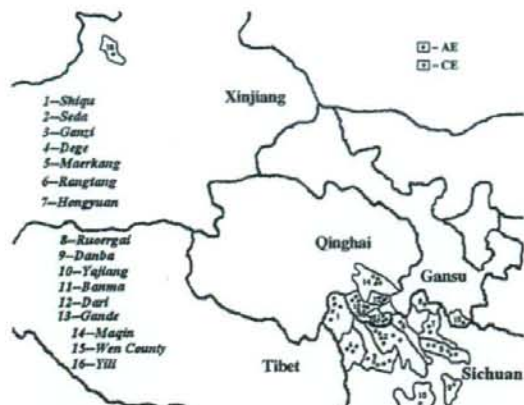 16
- AE
- CE
Xinjiang
1--Shiqu
2--Seda
3--Ganzi
4--Dege
5--Maerkang
6--Rangtang
7--Hongyuan
8--Ruoergai
9--Danba
10--Yajiang
11--Banma
12--Dari
13--Gande
14--Maqin
15--Wen County
16--Yili
Qinghai
Gansu
Tibet
Sichuan